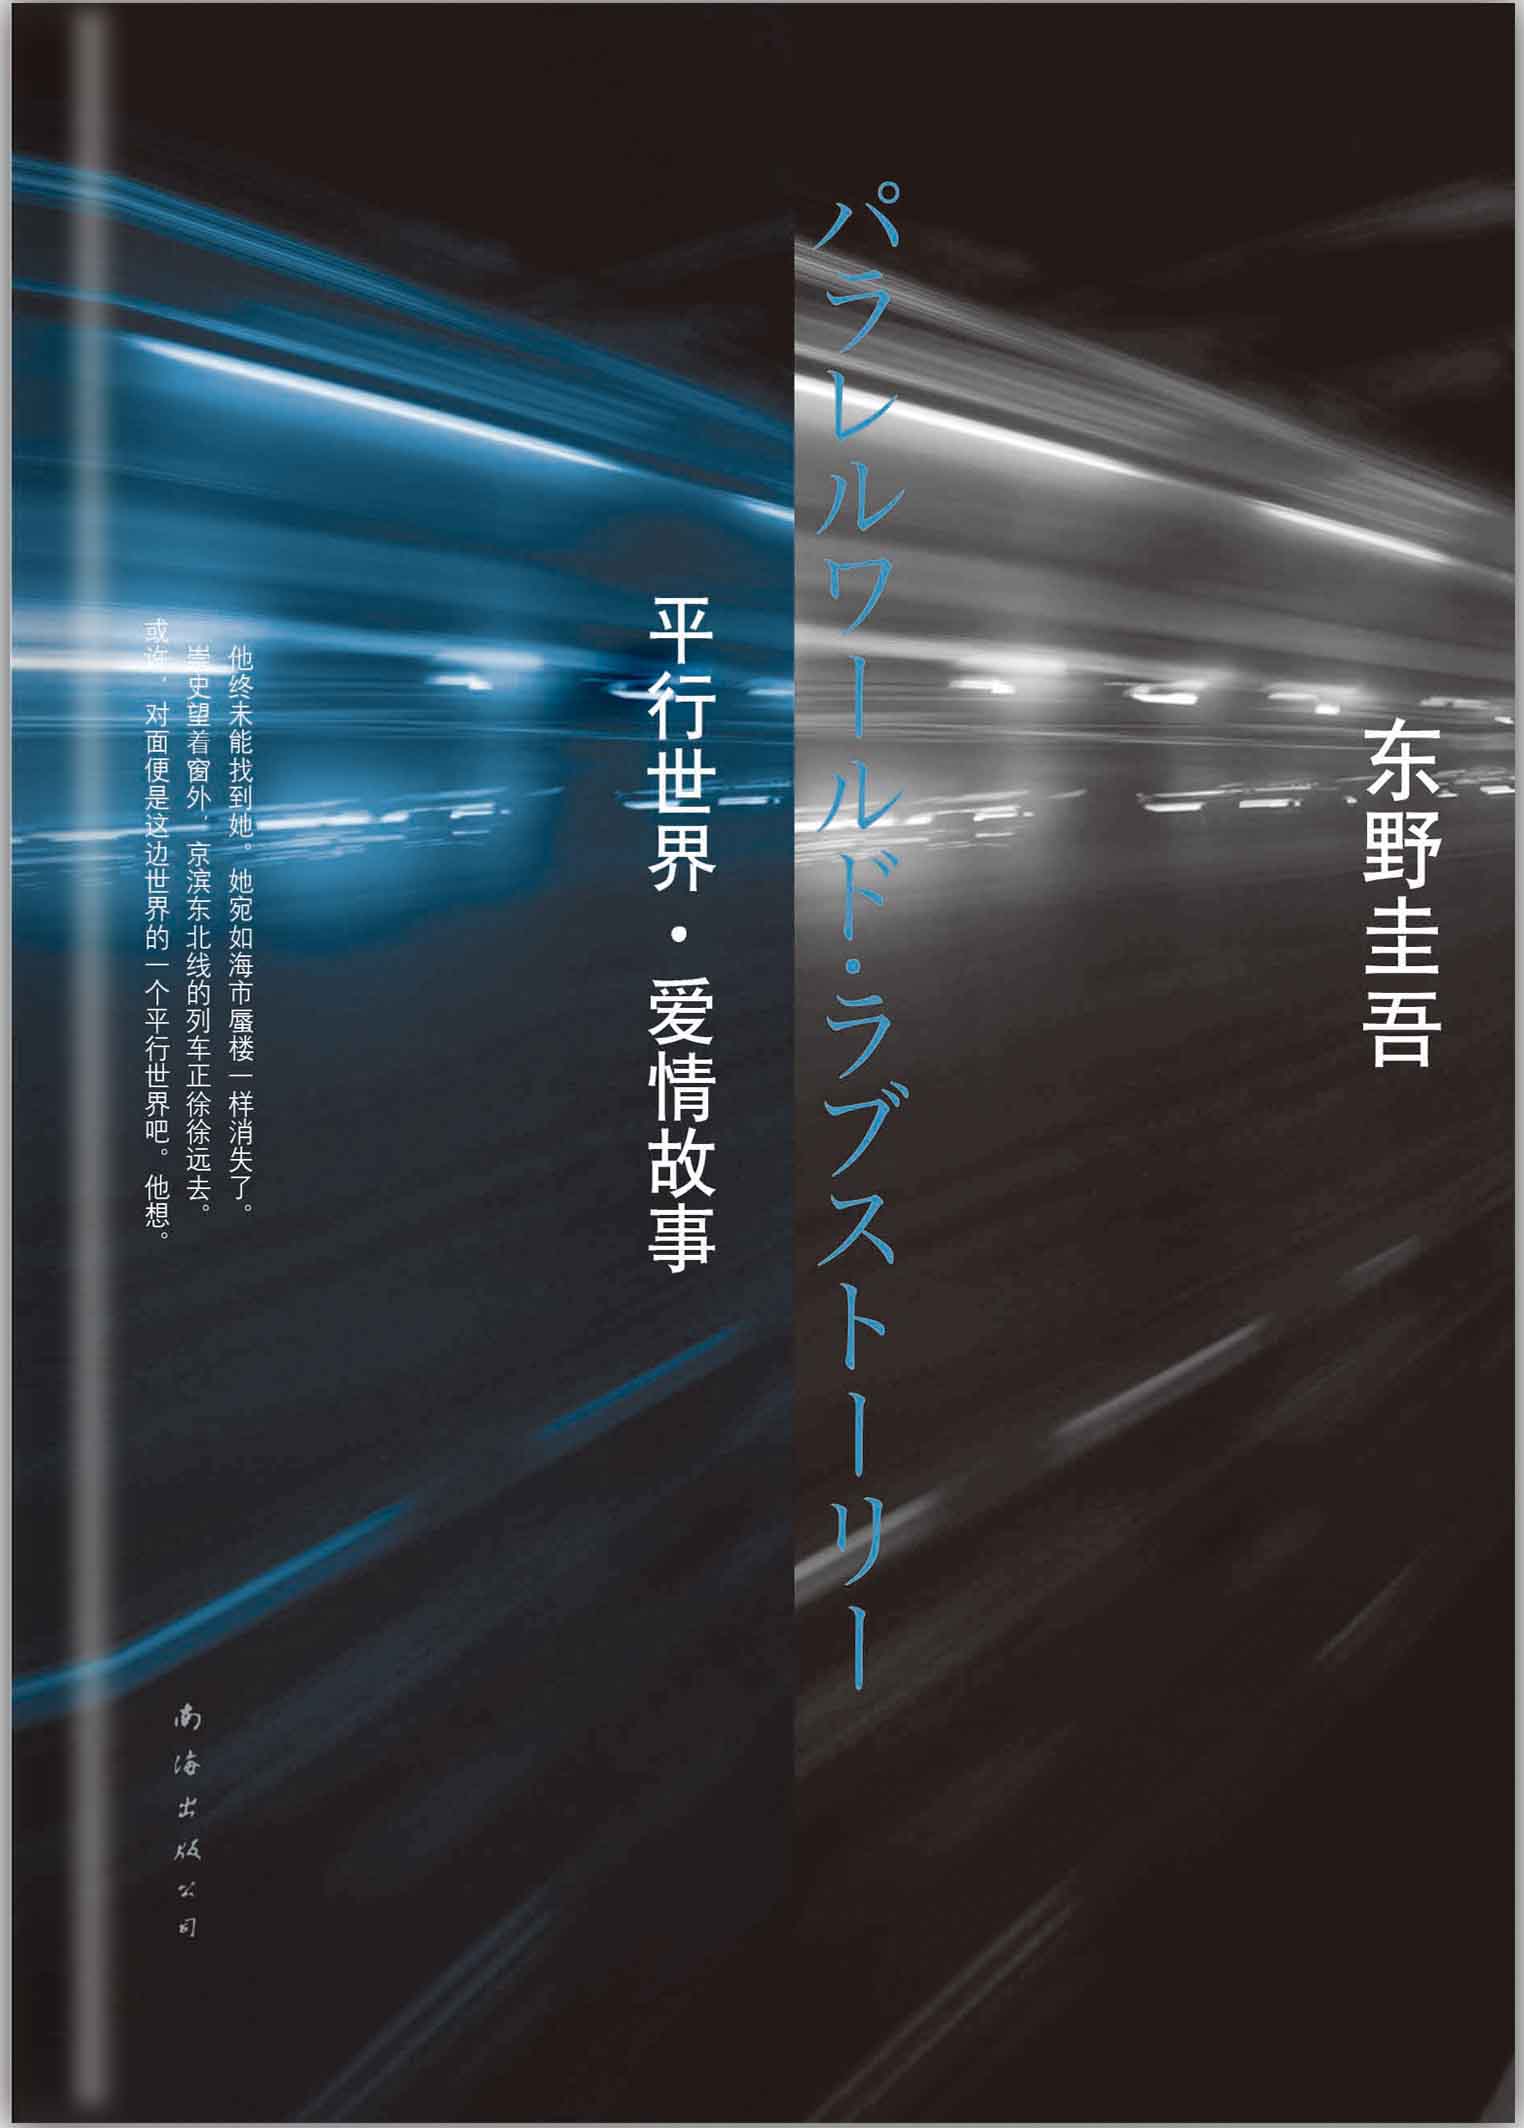 东野圭吾
パラレルワールド・ラブストーリー
平行世界·爱情故事
他终未能找到她。她宛如海市蜃楼一样消失了。
崇史望着窗外，京滨东北线的列车正徐徐远去。
或许，对面便是这边世界的一个平行世界吧。他想。
南海出版公司